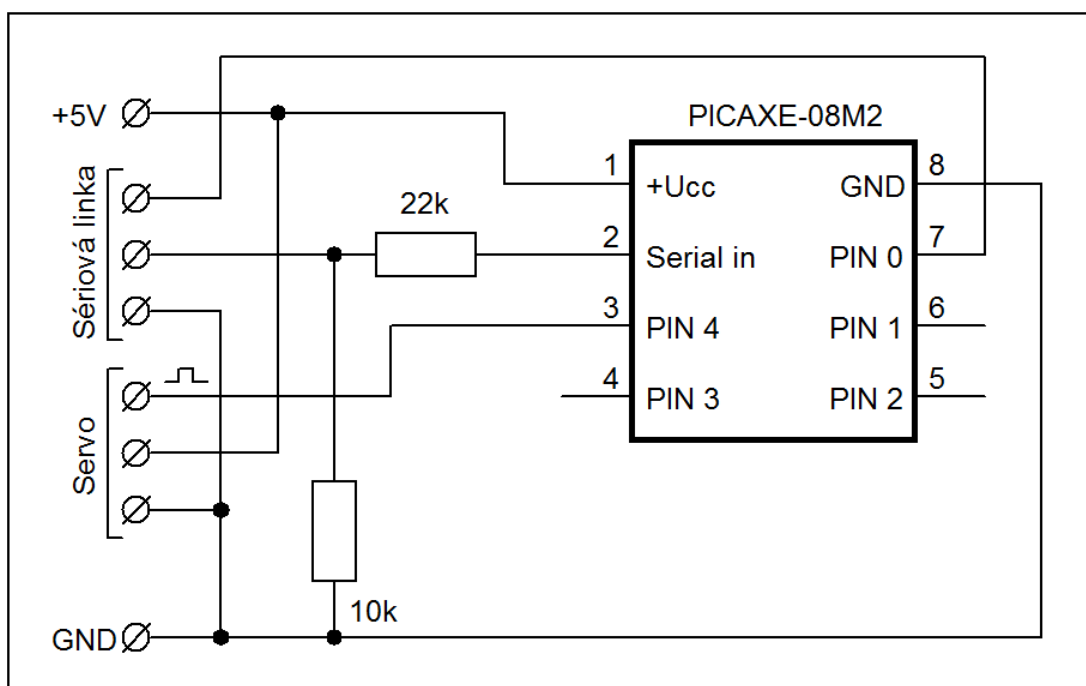 +5V
Sériová linka
Servo
GND
22k
10k
PICAXE-08M2
1
+Ucc
2
Serial in
3
PIN 4
4
PIN 3
8
GND
7
PIN 0
6
PIN 1
5
PIN 2